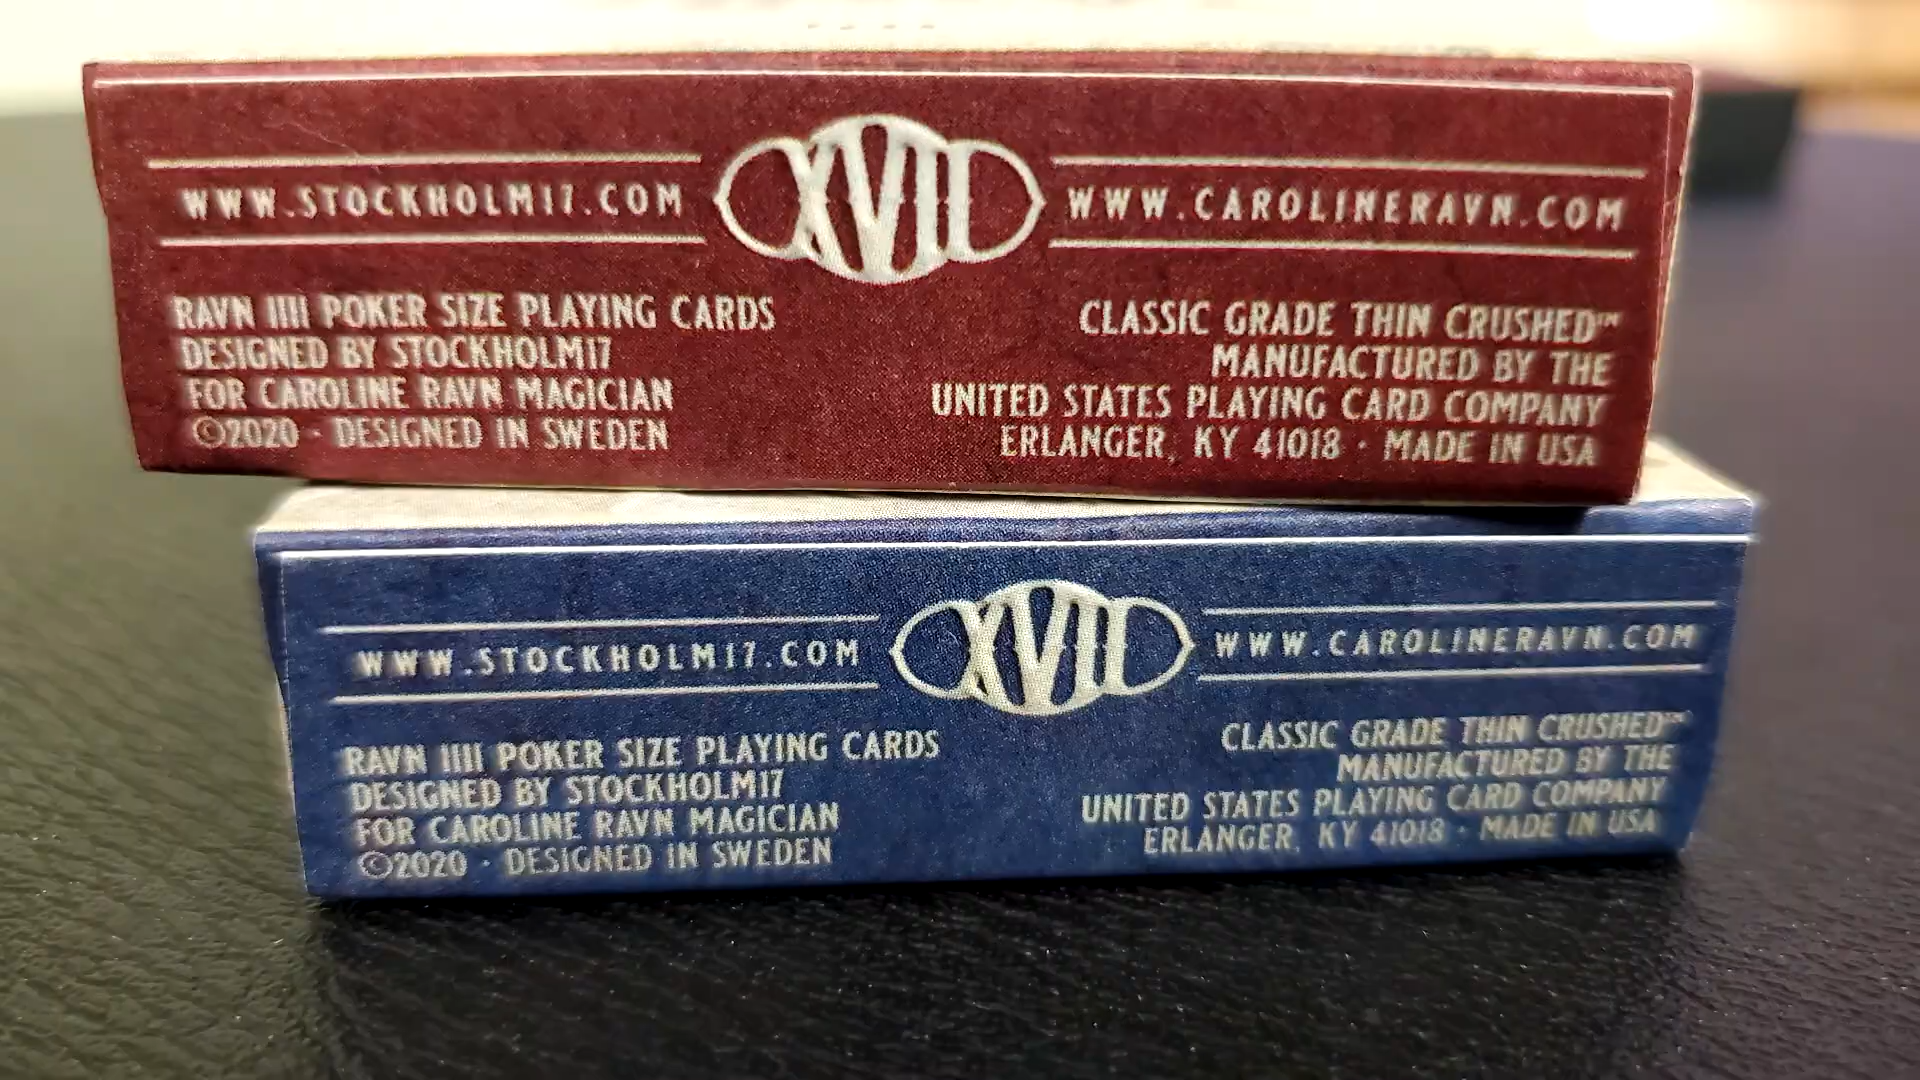 WWW.STOCKHOLM17.COM XVII WWW.CAROLINERAVN.COM
RAVN IIII POKER SIZE PLAYING CARDS
DESIGNED BY STOCKHOLM17
FOR CAROLINE RAVN MAGICIAN
©2020 · DESIGNED IN SWEDEN
CLASSIC GRADE THIN CRUSHED™
MANUFACTURED BY THE
UNITED STATES PLAYING CARD COMPANY
ERLANGER, KY 41018 · MADE IN USA
WWW.STOCKHOLM17.COM XVII WWW.CAROLINERAVN.COM
RAVN IIII POKER SIZE PLAYING CARDS
DESIGNED BY STOCKHOLM17
FOR CAROLINE RAVN MAGICIAN
©2020 · DESIGNED IN SWEDEN
CLASSIC GRADE THIN CRUSHED™
MANUFACTURED BY THE
UNITED STATES PLAYING CARD COMPANY
ERLANGER, KY 41018 · MADE IN USA